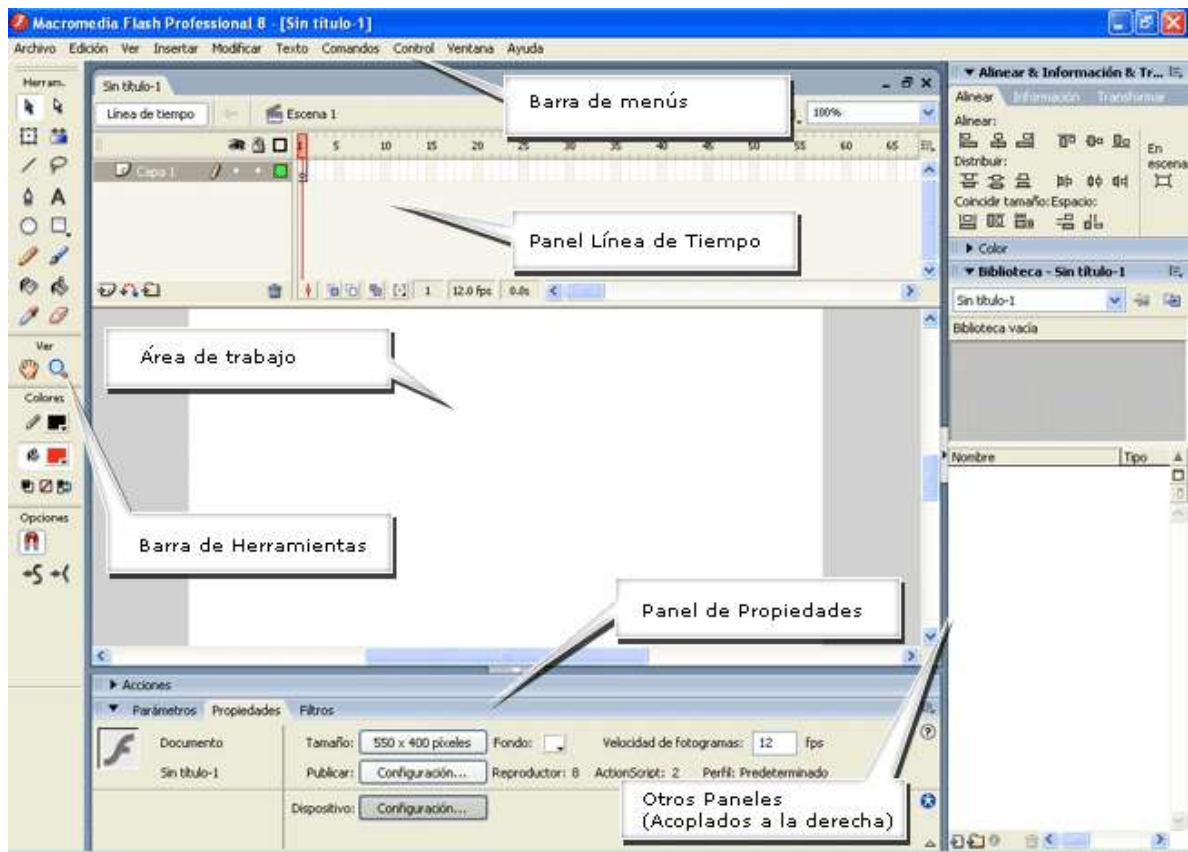 Macromedia Flash Professional 8 - [Sin título-1]
Archivo Edición Ver Insertar Modificar Texto Comandos Control Ventana Ayuda
Herram.
Sin título-1
Línea de tiempo
Escena 1
100%
Barra de menús
1 5 10 15 20 25 30 35 40 45 50 55 60 65
Capa 1
Panel Línea de Tiempo
1 12.0 fps 0.0s
Área de trabajo
Ver
Colores
Opciones
Barra de Herramientas
Panel de Propiedades
Acciones
Parámetros Propiedades Filtros
Documento
Sin título-1
Tamaño: 550 x 400 píxeles Fondo: Velocidad de fotogramas: 12 fps
Publicar: Configuración... Reproductor: 8 ActionScript: 2 Perfil: Predeterminado
Dispositivo: Configuración...
Otros Paneles
(Acoplados a la derecha)
Alinear & Información & Tr...
Alinear Información Transformar
Alinear:
Distribuir:
En
escena
Coincidir tamaño: Espacio:
Color
Biblioteca - Sin título-1
Sin título-1
Biblioteca vacía
Nombre Tipo